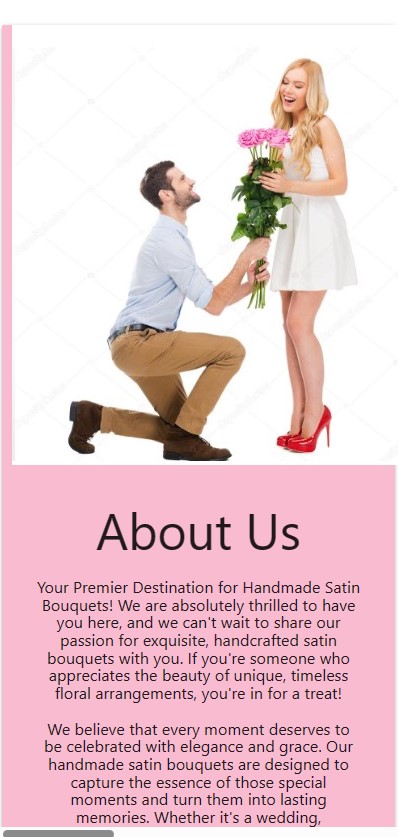 About Us
Your Premier Destination for Handmade Satin
Bouquets! We are absolutely thrilled to have
you here, and we can't wait to share our
passion for exquisite, handcrafted satin
bouquets with you. If you're someone who
appreciates the beauty of unique, timeless
floral arrangements, you're in for a treat!
We believe that every moment deserves to
be celebrated with elegance and grace. Our
handmade satin bouquets are designed to
capture the essence of those special
moments and turn them into lasting
memories. Whether it's a wedding,